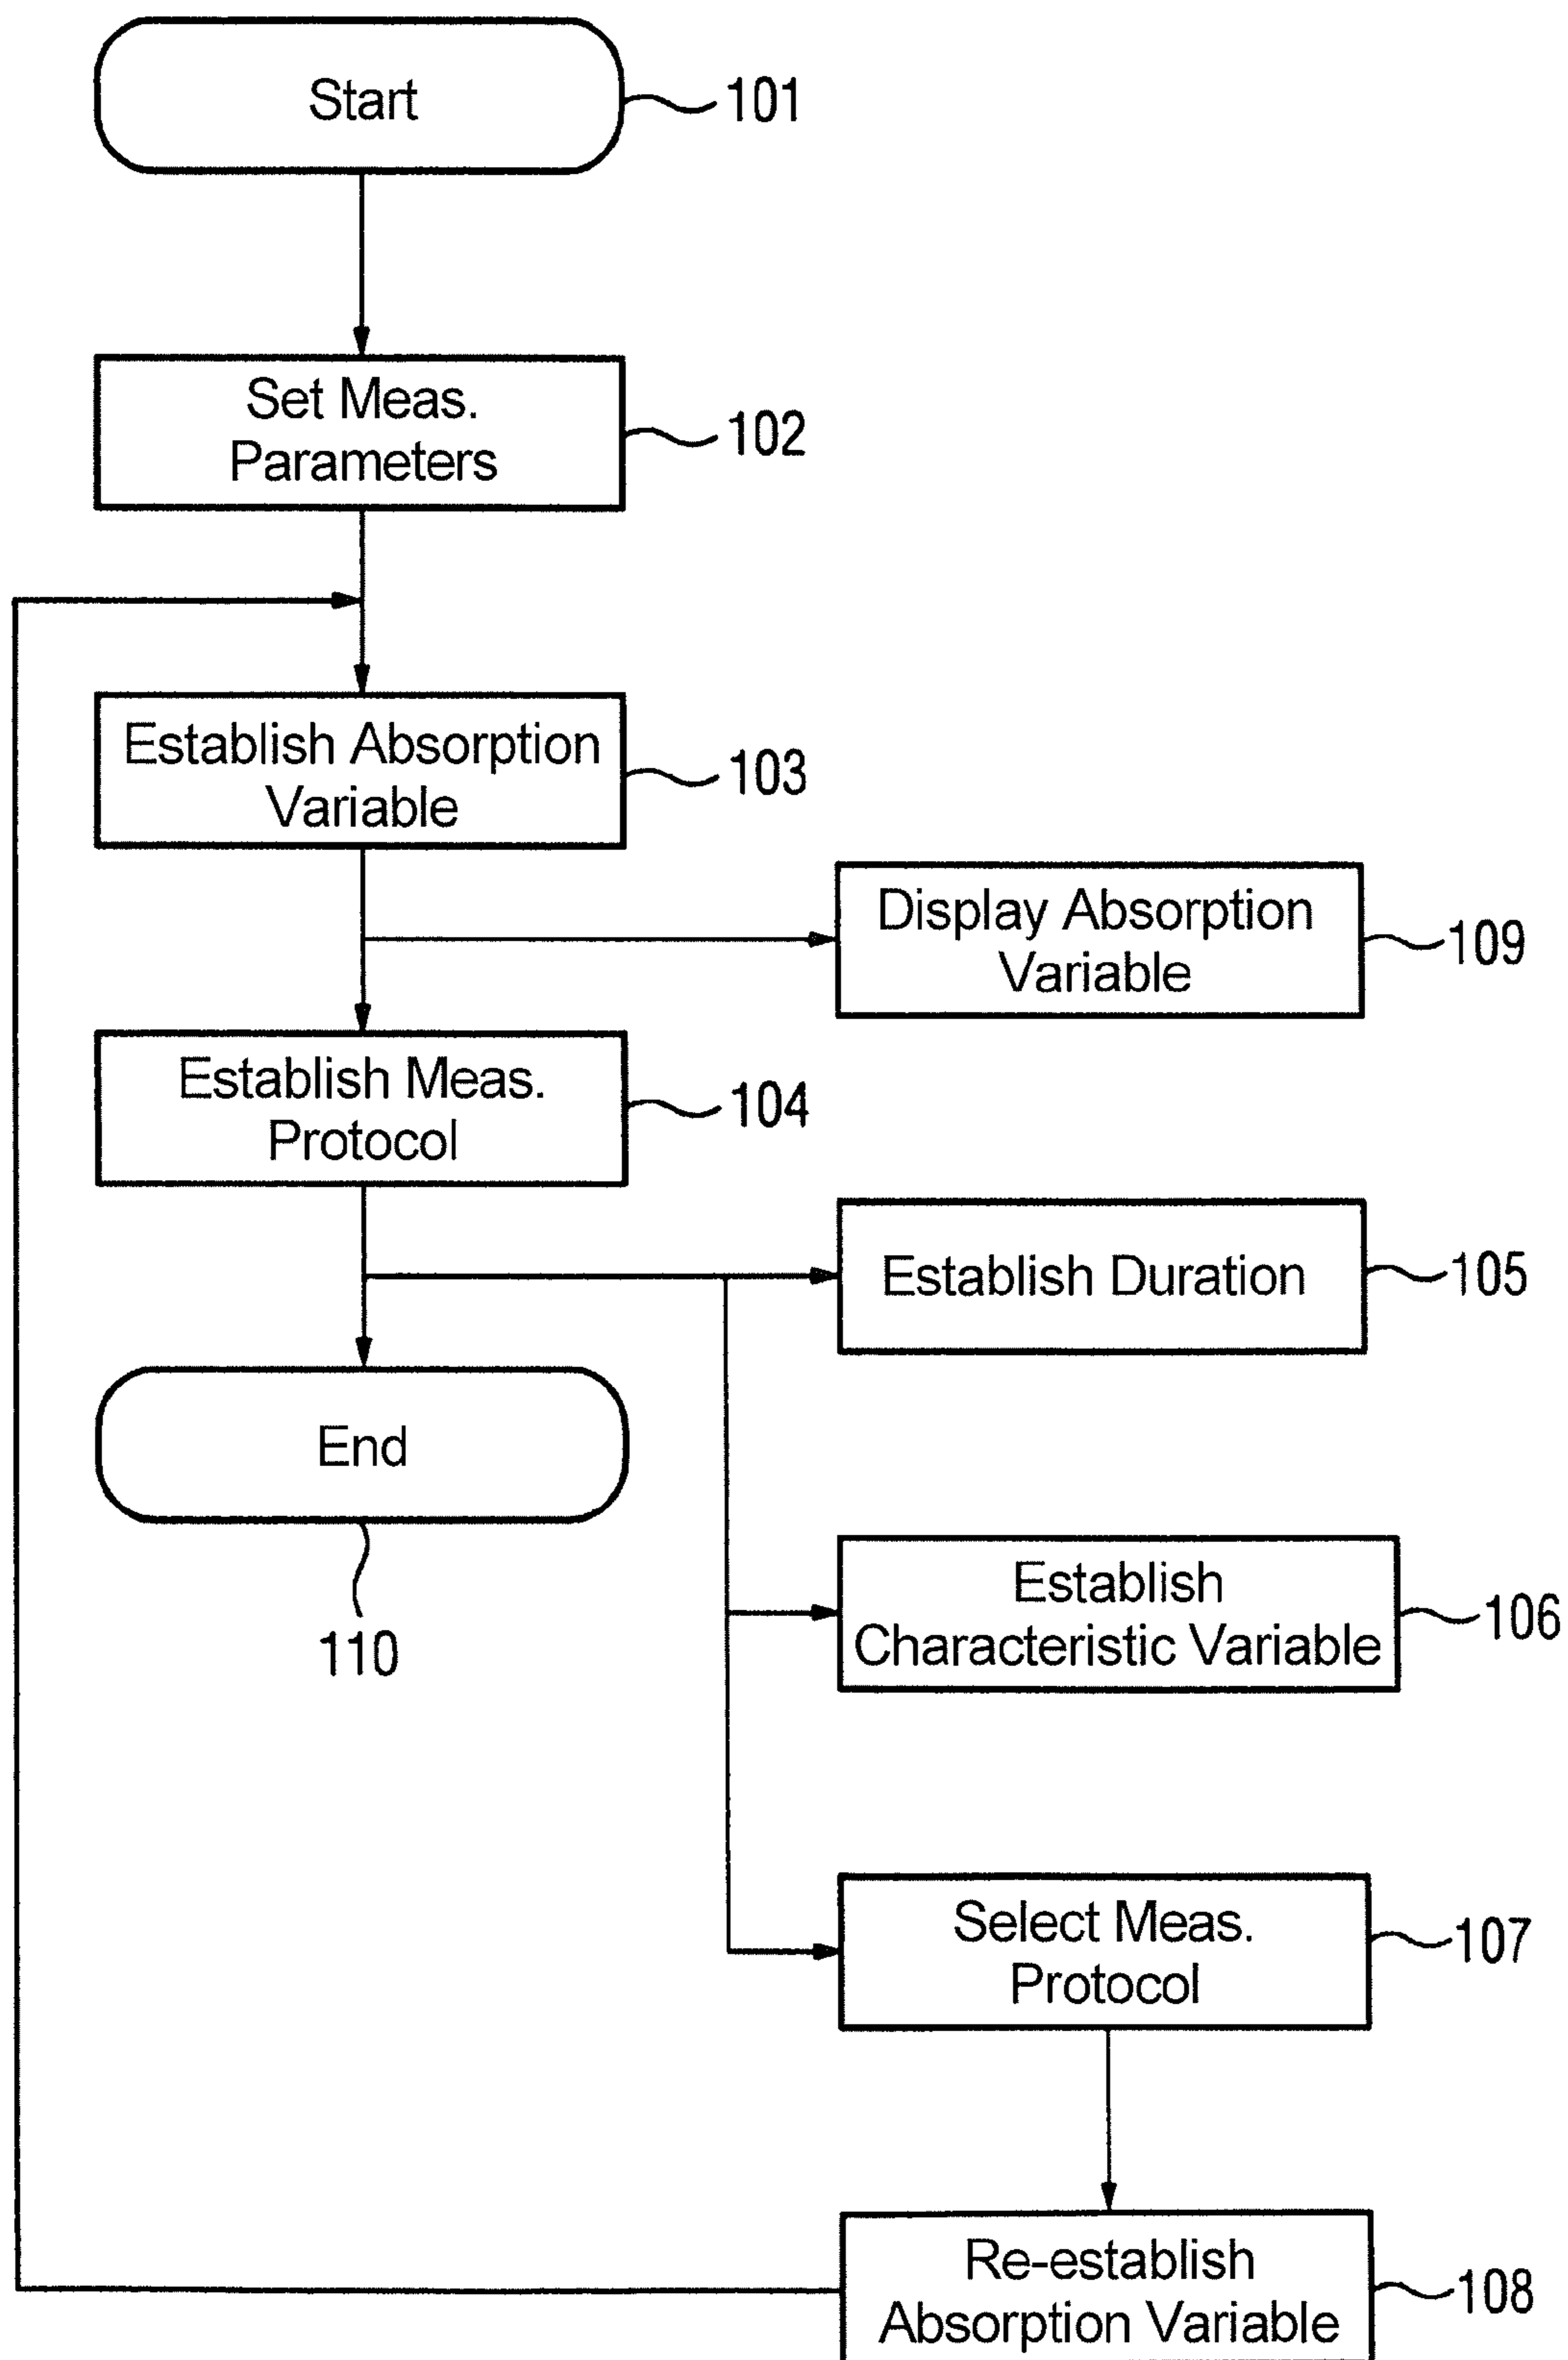 Start
101
Set Meas.
Parameters
102
Establish Absorption
Variable
103
Display Absorption
Variable
109
Establish Meas.
Protocol
104
Establish Duration
105
End
110
Establish
Characteristic Variable
106
Select Meas.
Protocol
107
Re-establish
Absorption Variable
108